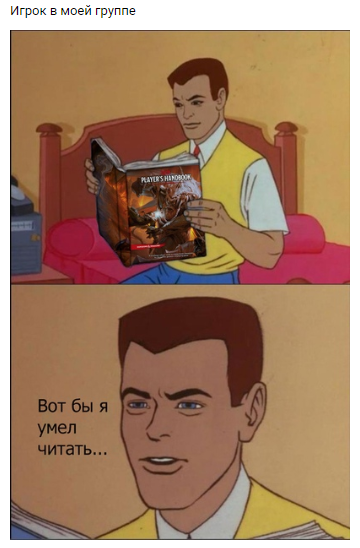 Игрок в моей группе
PLAYER'S HANDBOOK
Вот бы я
умел
читать...